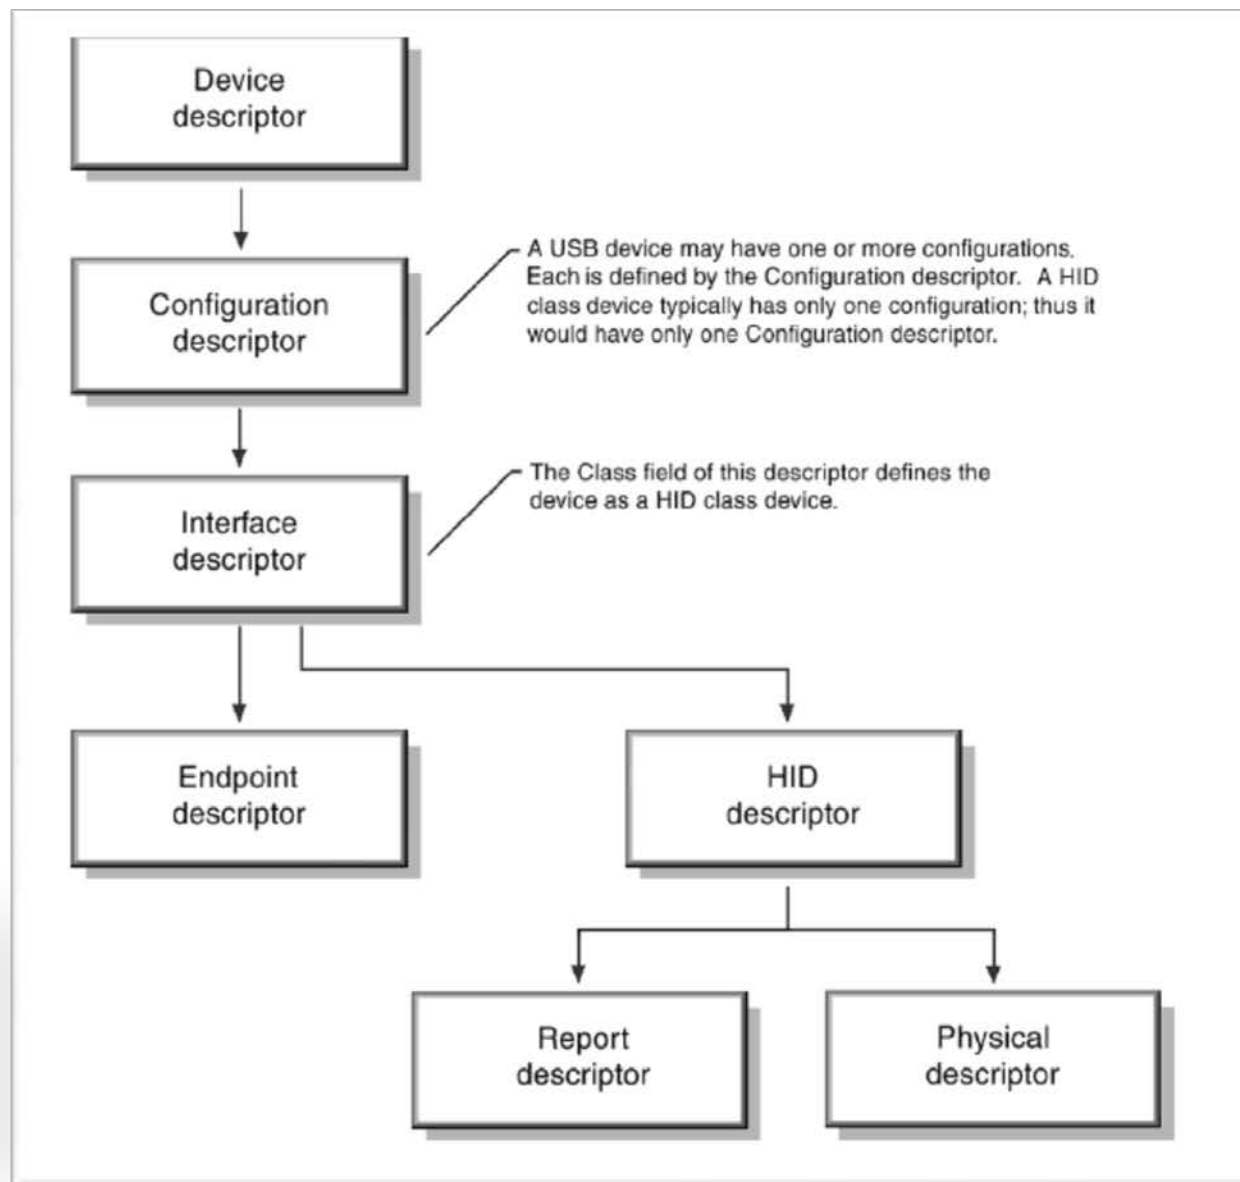 Device
descriptor
Configuration
descriptor
A USB device may have one or more configurations.
Each is defined by the Configuration descriptor. A HID
class device typically has only one configuration; thus it
would have only one Configuration descriptor.
Interface
descriptor
The Class field of this descriptor defines the
device as a HID class device.
Endpoint
descriptor
HID
descriptor
Report
descriptor
Physical
descriptor